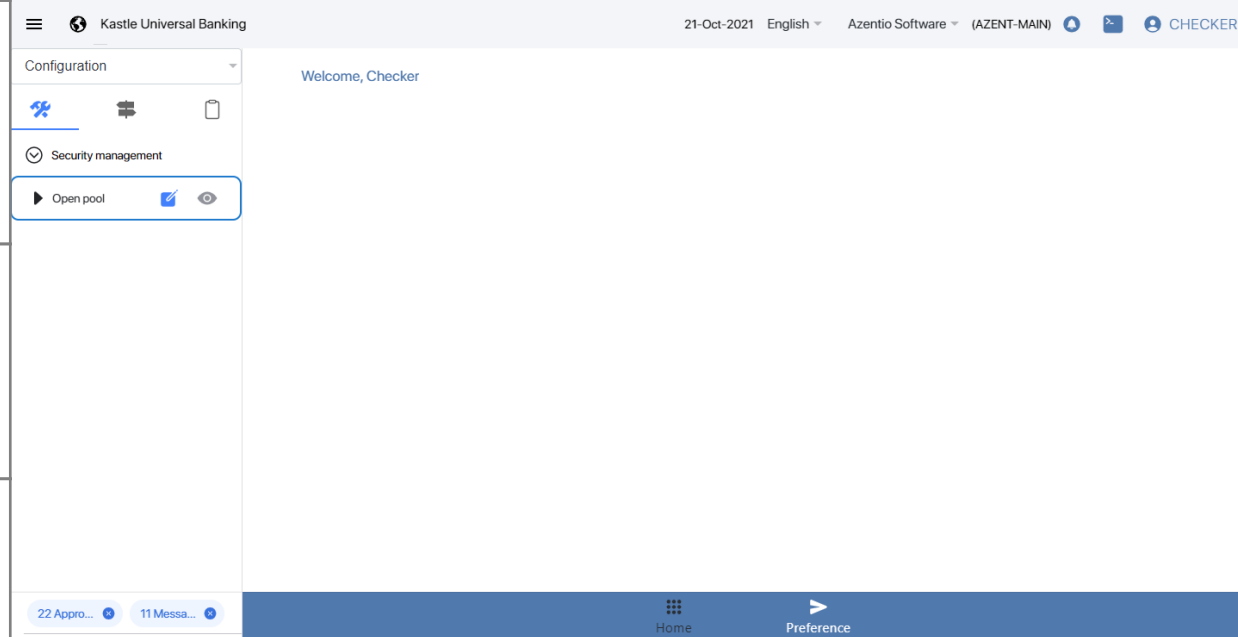 Kastle Universal Banking 21-Oct-2021 English Azentio Software (AZENT-MAIN) CHECKER
Configuration
Welcome, Checker
Security management
Open pool
22 Appro... 11 Messa...
Home Preference